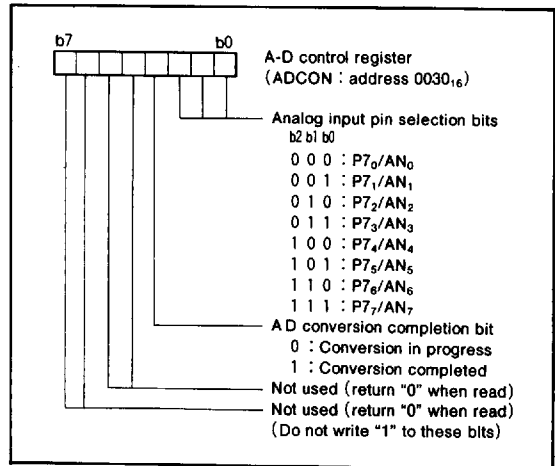 b7 b0
A-D control register
(ADCON : address 0030₁₆)
Analog input pin selection bits
b2 b1 b0
0 0 0 : P7₀/AN₀
0 0 1 : P7₁/AN₁
0 1 0 : P7₂/AN₂
0 1 1 : P7₃/AN₃
1 0 0 : P7₄/AN₄
1 0 1 : P7₅/AN₅
1 1 0 : P7₆/AN₆
1 1 1 : P7₇/AN₇
A D conversion completion bit
0 : Conversion in progress
1 : Conversion completed
Not used (return “0” when read)
Not used (return “0” when read)
(Do not write “1” to these bits)